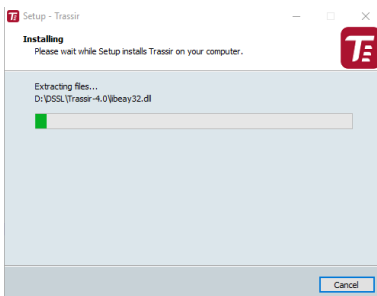 Setup - Trassir
Installing
Please wait while Setup installs Trassir on your computer.
Extracting files...
D:\DSSL\Trassir-4.0\libeay32.dll
Cancel